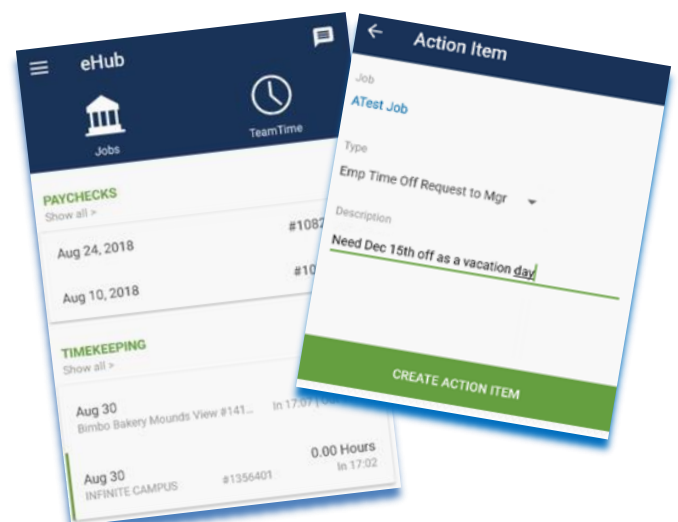 eHub
Jobs
TeamTime
PAYCHECKS
Show all >
Aug 24, 2018
Aug 10, 2018
TIMEKEEPING
Show all >
Aug 30
Bimbo Bakery Mounds View #141... In 17:07
Aug 30
0.00 Hours
INFINITE CAMPUS #1356401 In 17:02
Action Item
Job
ATest Job
Type
Emp Time Off Request to Mgr
Description
Need Dec 15th off as a vacation day
CREATE ACTION ITEM